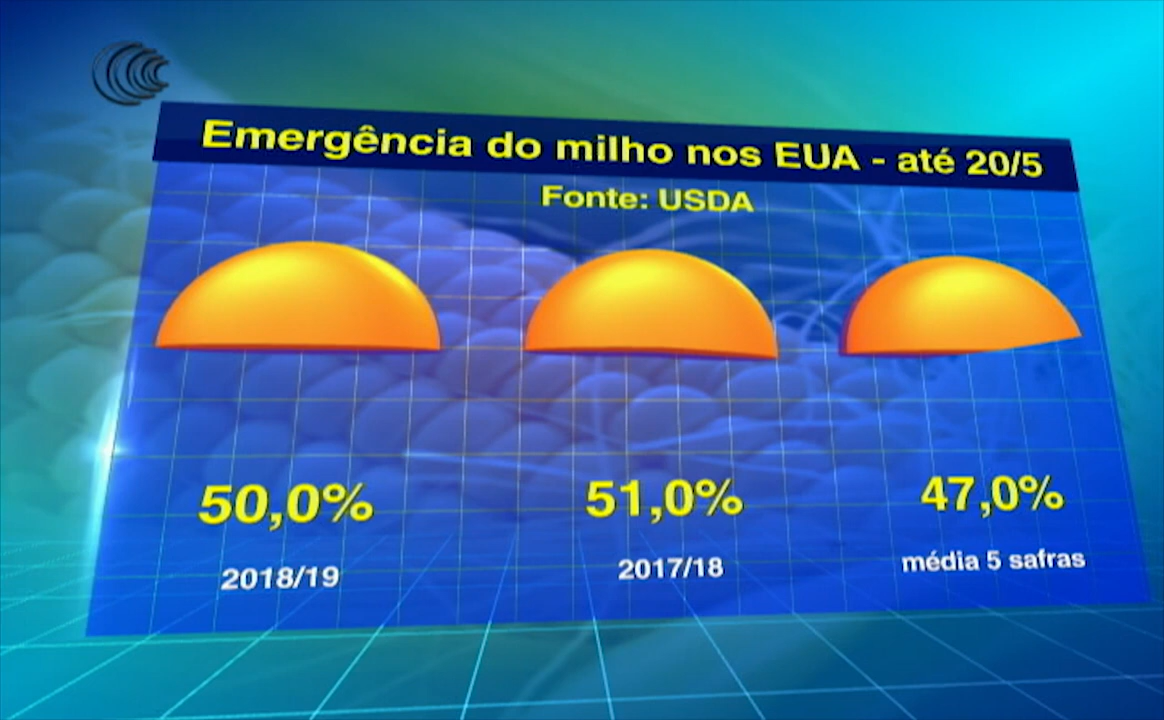 Emergência do milho nos EUA - até 20/5
Fonte: USDA
50,0%
51,0%
47,0%
2018/19
2017/18
média 5 safras